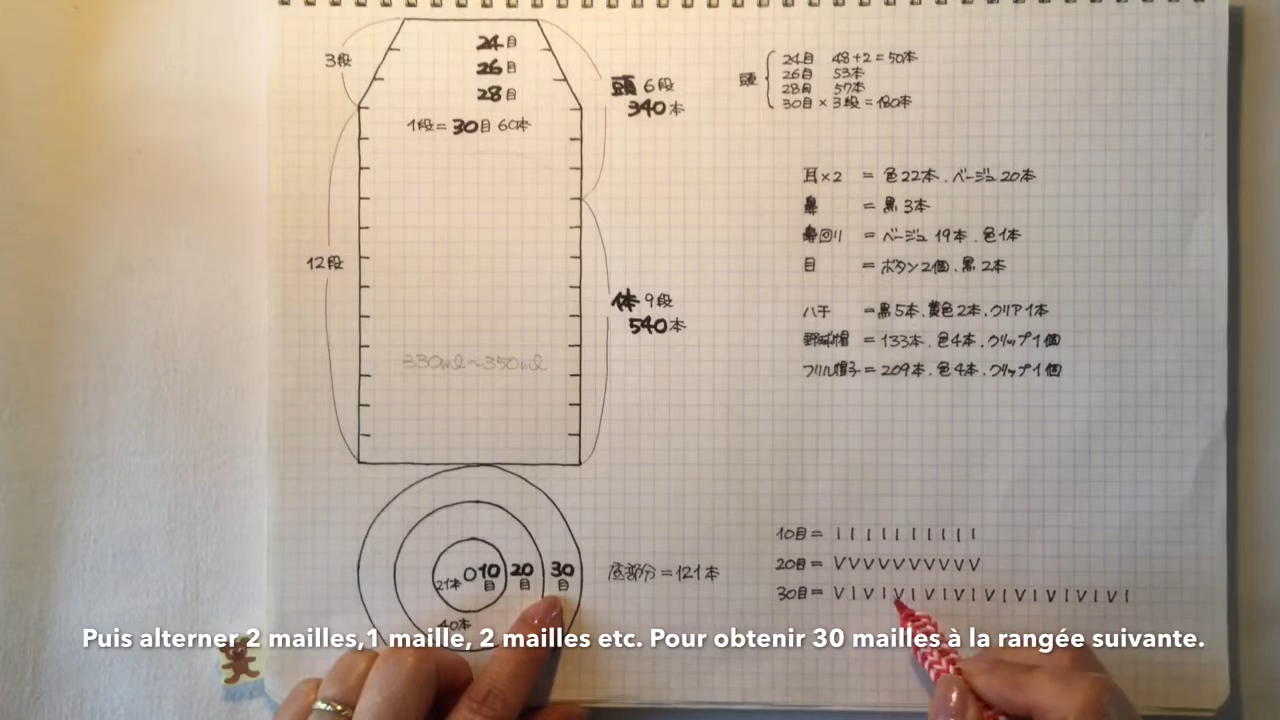 24目
26目
28目
1段=30目60本
3段
12段
頭 6段
340本
体 9段
540本
330ml〜350ml
頭
24目 48+2=50本
26目 53本
28目 57本
30目×3段=180本
耳×2 = 色22本.ベージュ20本
鼻 = 黒3本
鼻回り = ベージュ19本.色1本
目 = ボタン2個.黒2本
ハチ =黒5本.黄色2本.クリア1本
野球帽 =133本.色4本.クリップ1個
フリル帽子=209本.色4本.クリップ1個
21本
10目
20目
30目
40本
底部分=121本
10目= | | | | | | | | | |
20目= V V V V V V V V V V
30目= V | V | V | V | V | V | V | V | V | V |
Puis alterner 2 mailles,1 maille, 2 mailles etc. Pour obtenir 30 mailles à la rangée suivante.